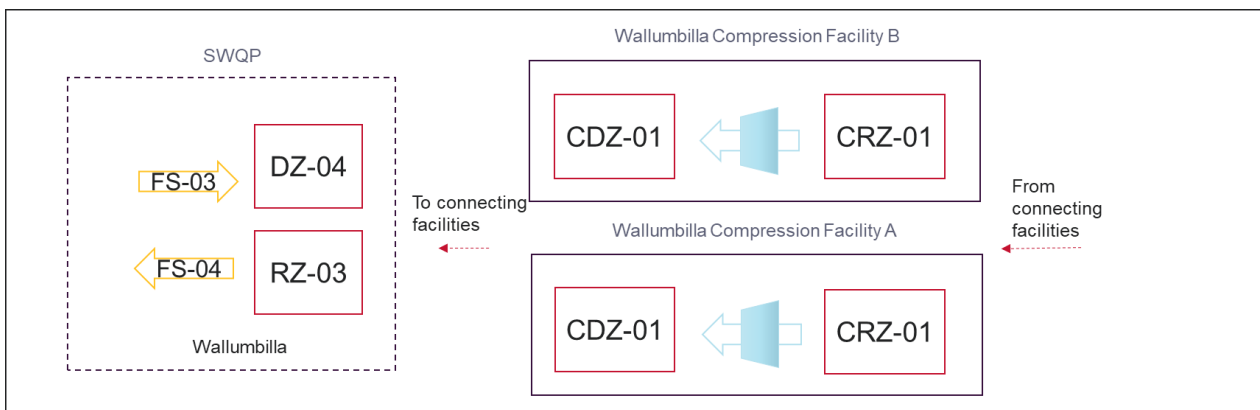 SWQP
FS-03
DZ-04
FS-04
RZ-03
Wallumbilla
To connecting
facilities
Wallumbilla Compression Facility B
CDZ-01
CRZ-01
Wallumbilla Compression Facility A
CDZ-01
CRZ-01
From
connecting
facilities